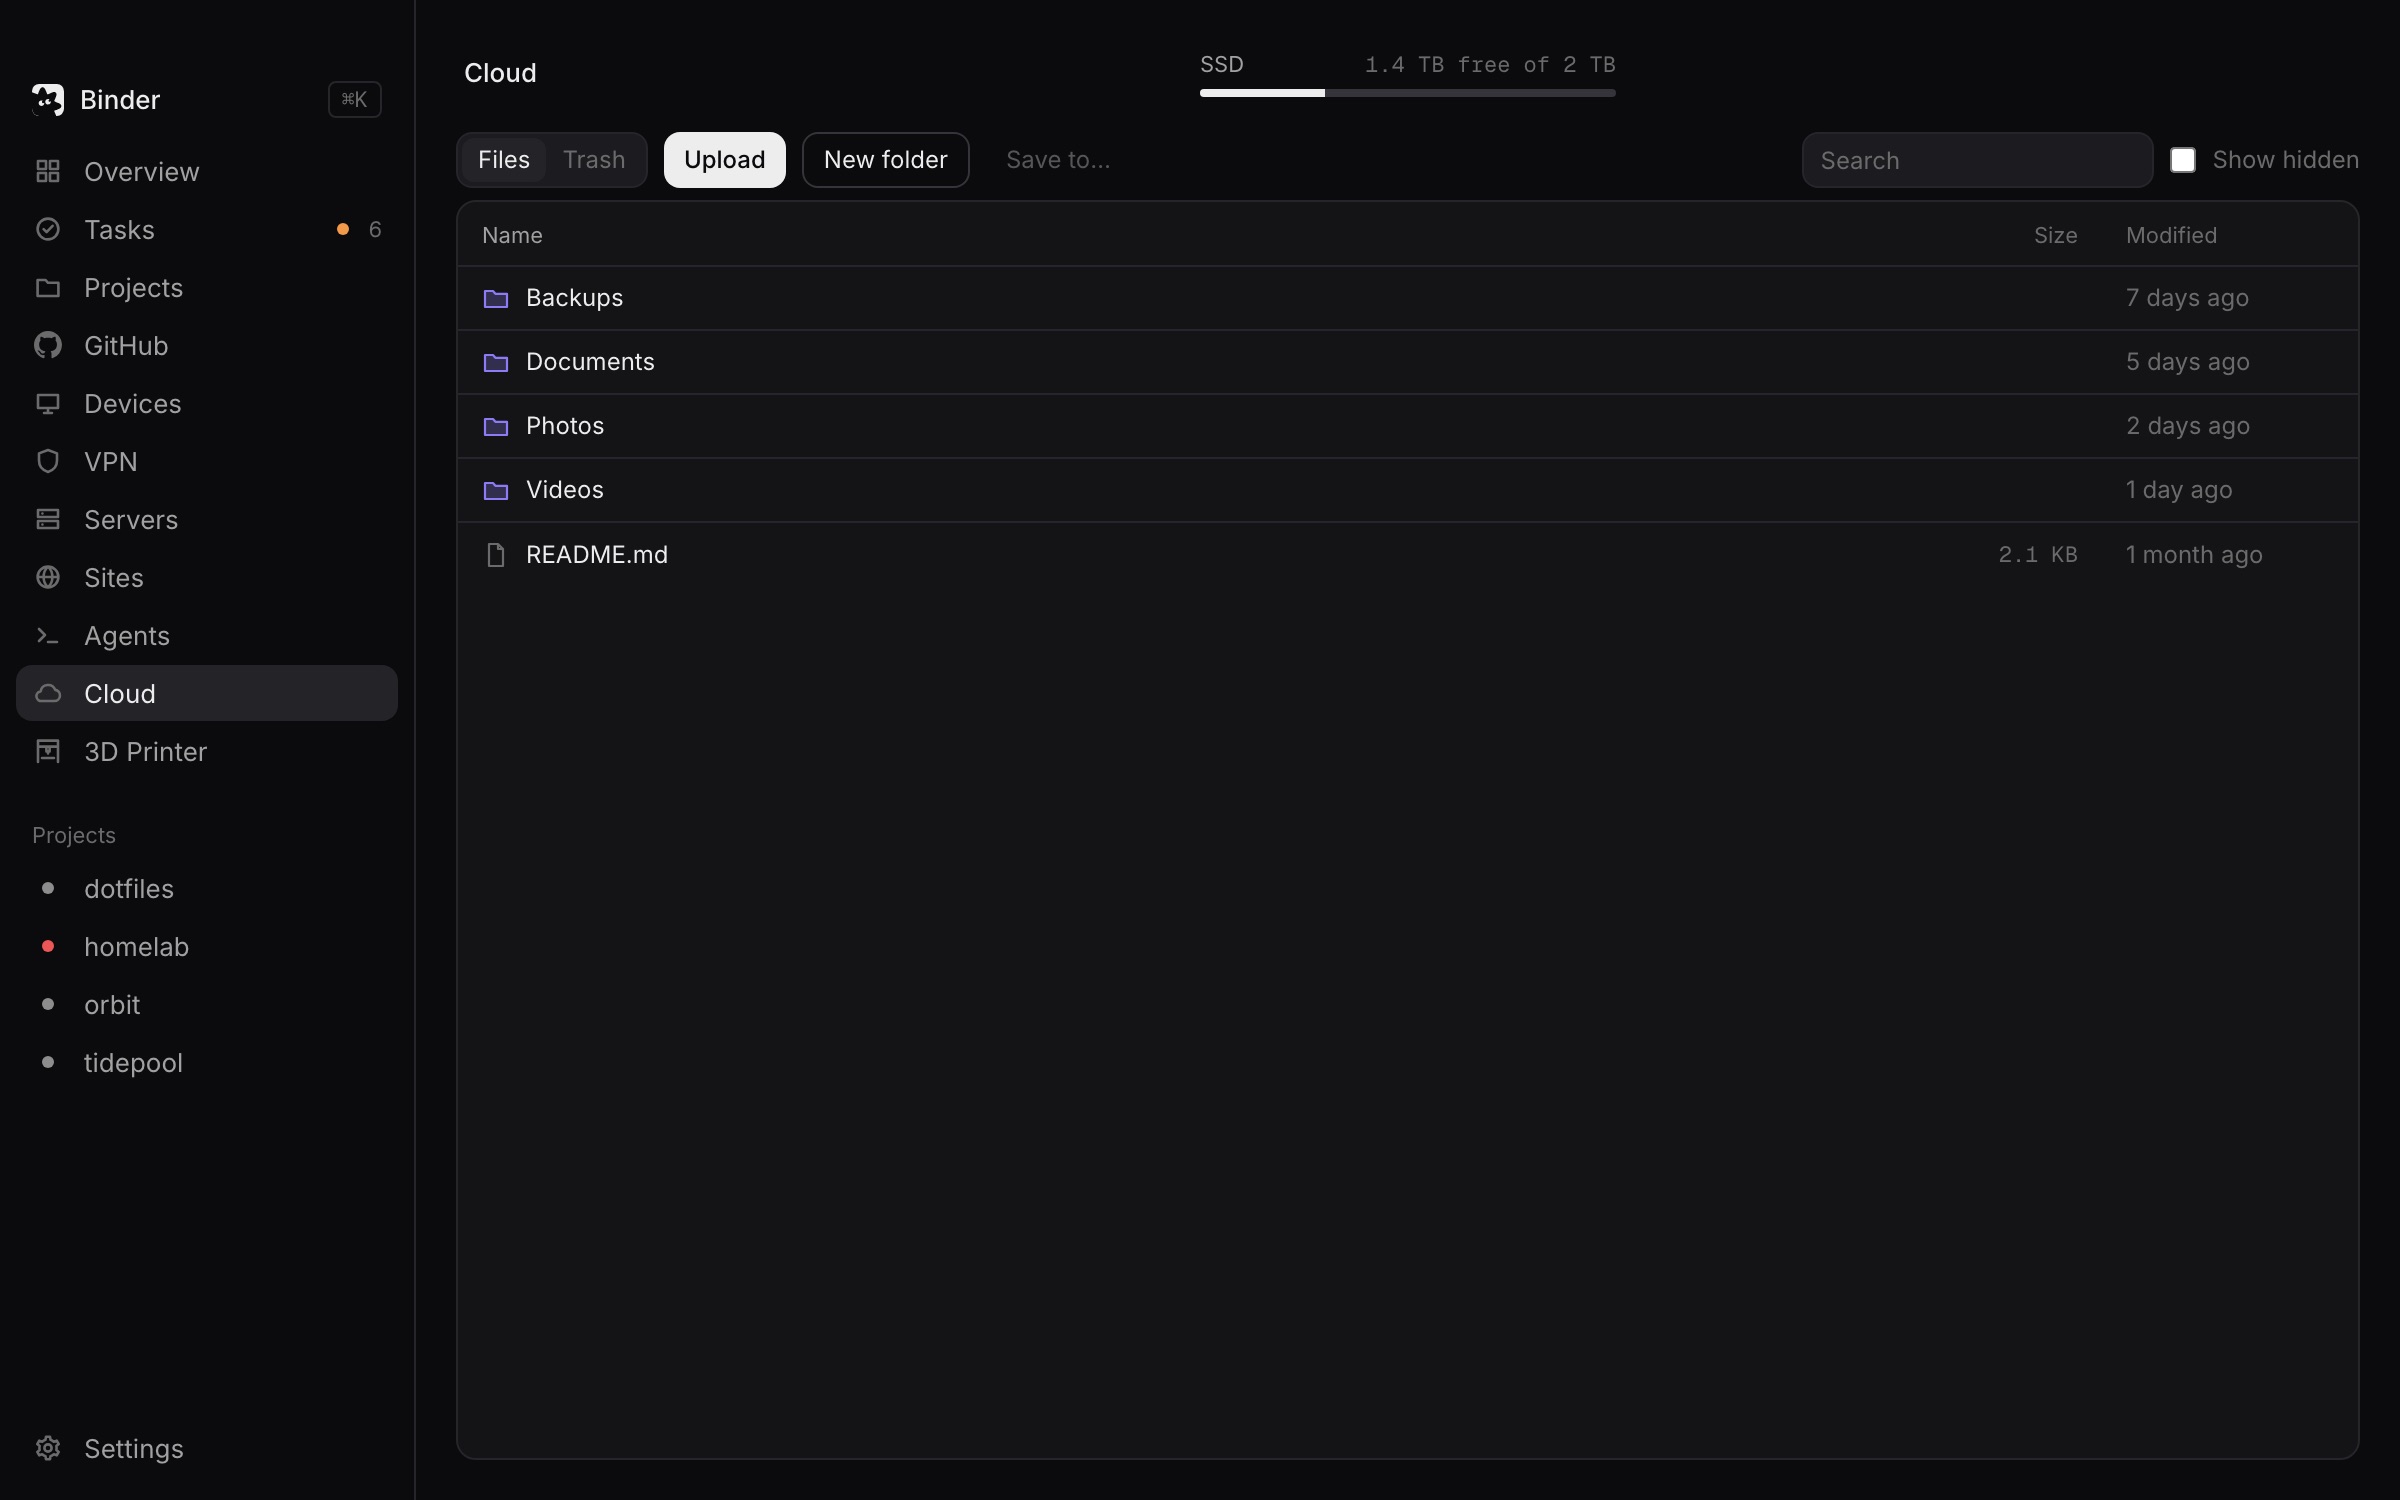 Binder ⌘K
Overview
Tasks 6
Projects
GitHub
Devices
VPN
Servers
Sites
Agents
Cloud
3D Printer
Projects
dotfiles
homelab
orbit
tidepool
Settings
Cloud
SSD 1.4 TB free of 2 TB
Files Trash Upload New folder Save to... Search Show hidden
Name Size Modified
Backups 7 days ago
Documents 5 days ago
Photos 2 days ago
Videos 1 day ago
README.md 2.1 KB 1 month ago